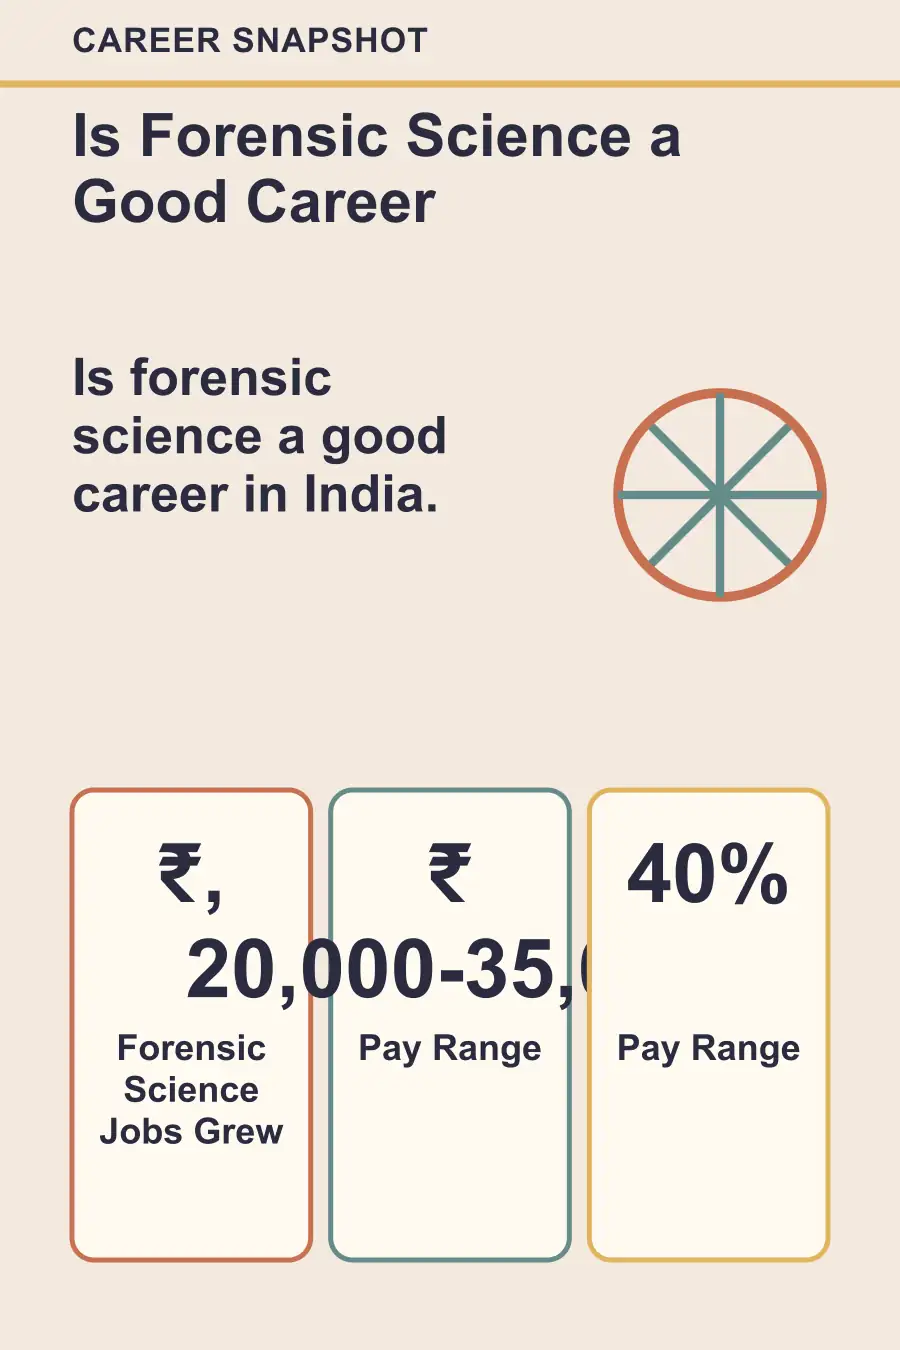 CAREER SNAPSHOT
Is Forensic Science a
Good Career
Is forensic
science a good
career in India.
₹,
Forensic
Science
Jobs Grew
₹
20,000-35,
Pay Range
40%
Pay Range